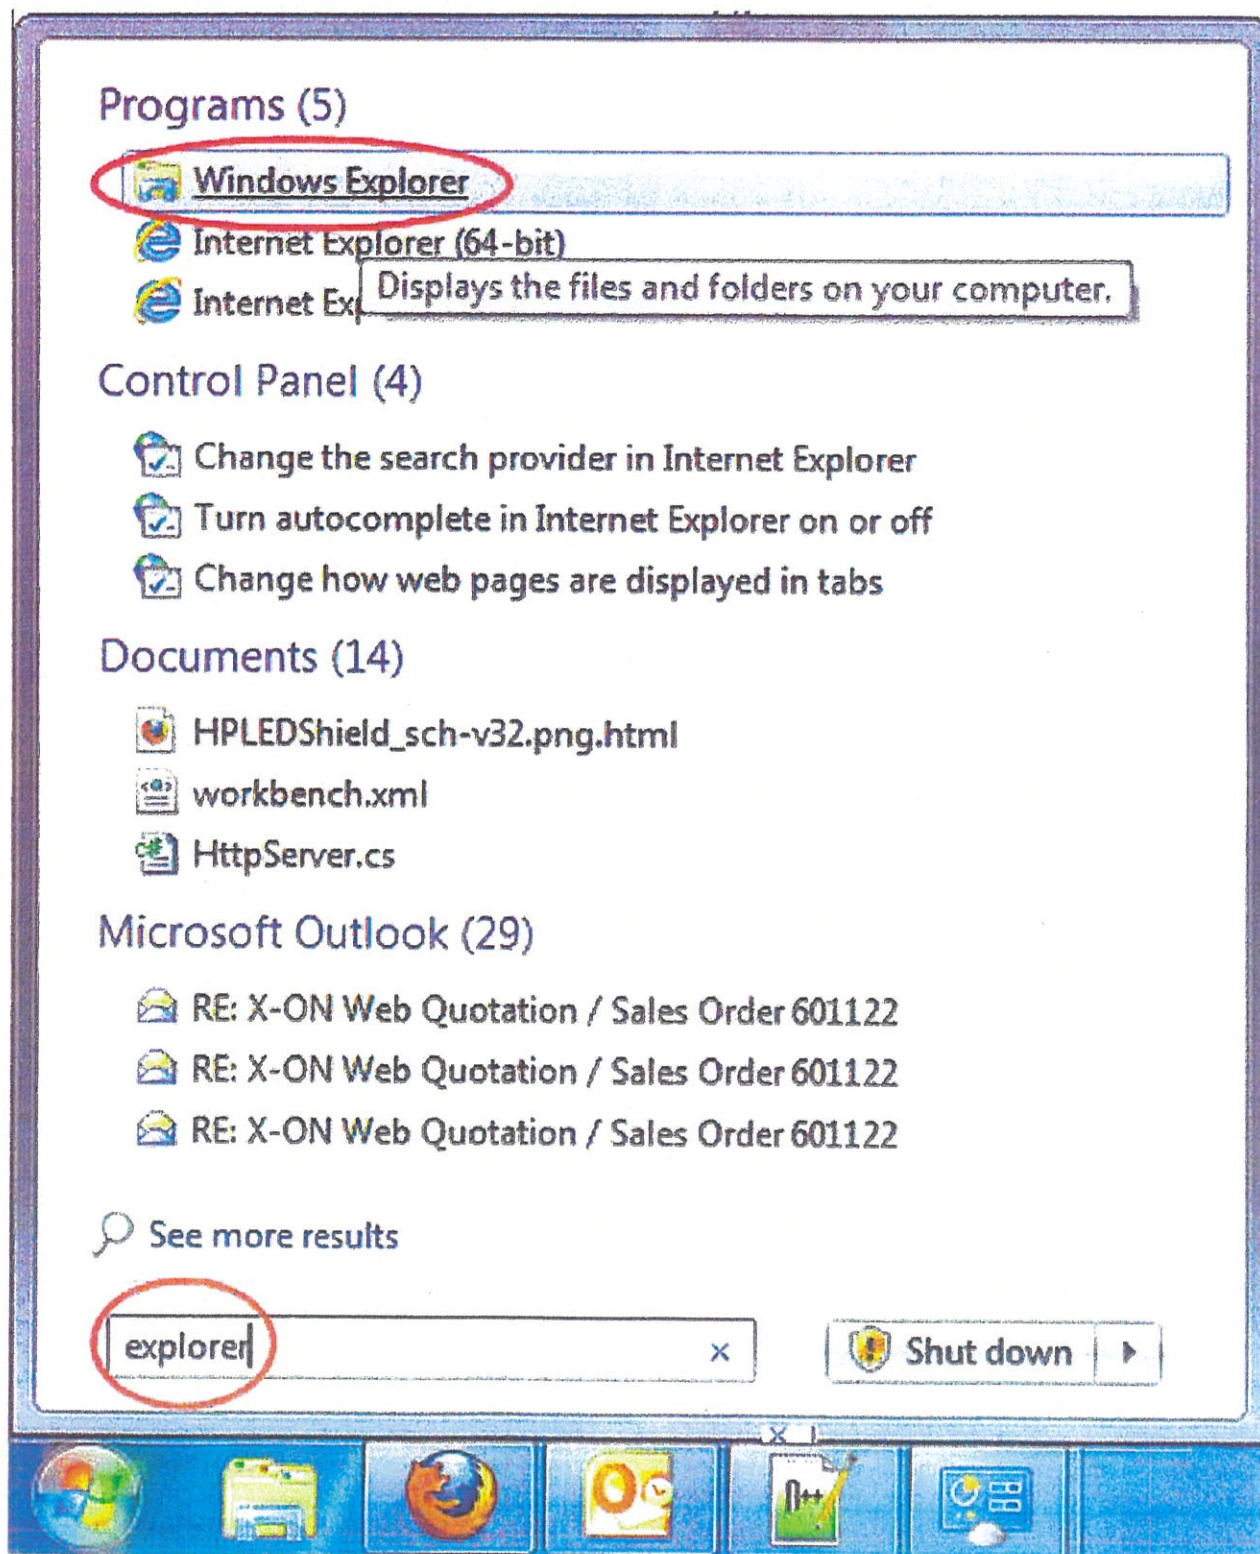 Programs (5)
Windows Explorer
Internet Explorer (64-bit)
Internet Exp
Displays the files and folders on your computer.
Control Panel (4)
Change the search provider in Internet Explorer
Turn autocomplete in Internet Explorer on or off
Change how web pages are displayed in tabs
Documents (14)
HPLEDShield_sch-v32.png.html
workbench.xml
HttpServer.cs
Microsoft Outlook (29)
RE: X-ON Web Quotation / Sales Order 601122
RE: X-ON Web Quotation / Sales Order 601122
RE: X-ON Web Quotation / Sales Order 601122
See more results
explorer
Shut down